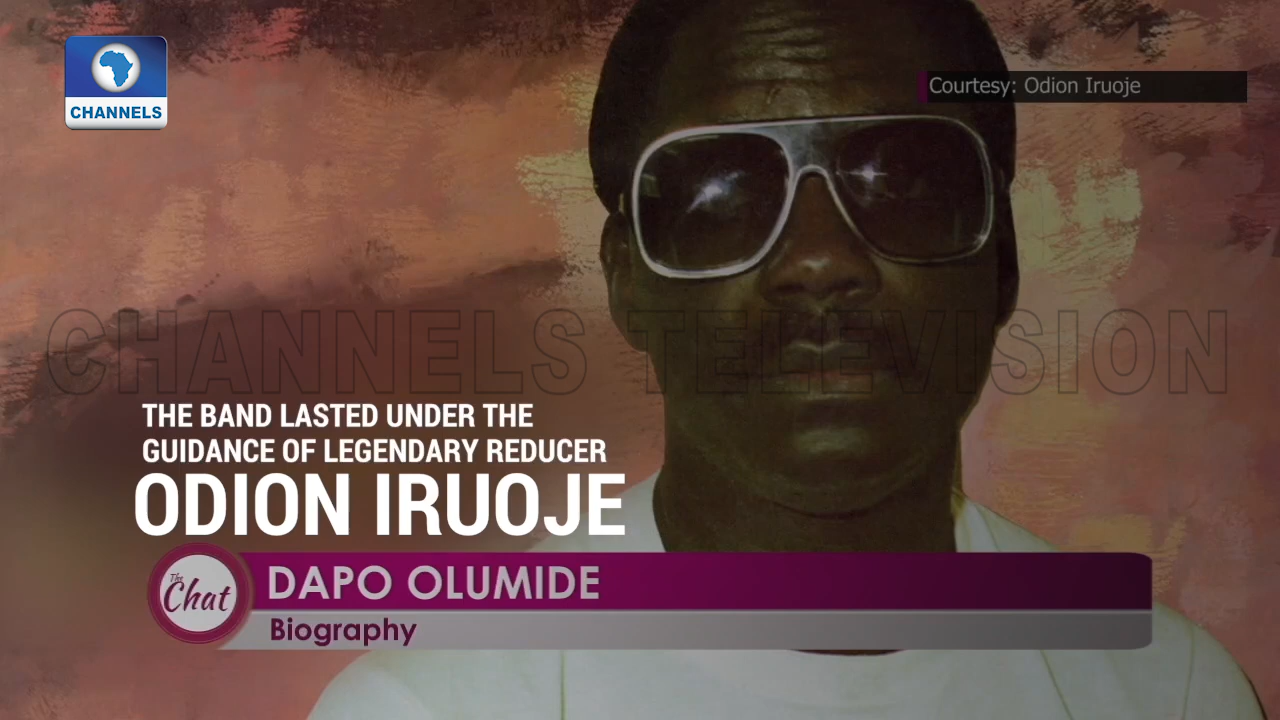 CHANNELS
Courtesy: Odion Iruoje
CHANNELS TELEVISION
THE BAND LASTED UNDER THE
GUIDANCE OF LEGENDARY REDUCER
ODION IRUOJE
The Chat
DAPO OLUMIDE
Biography